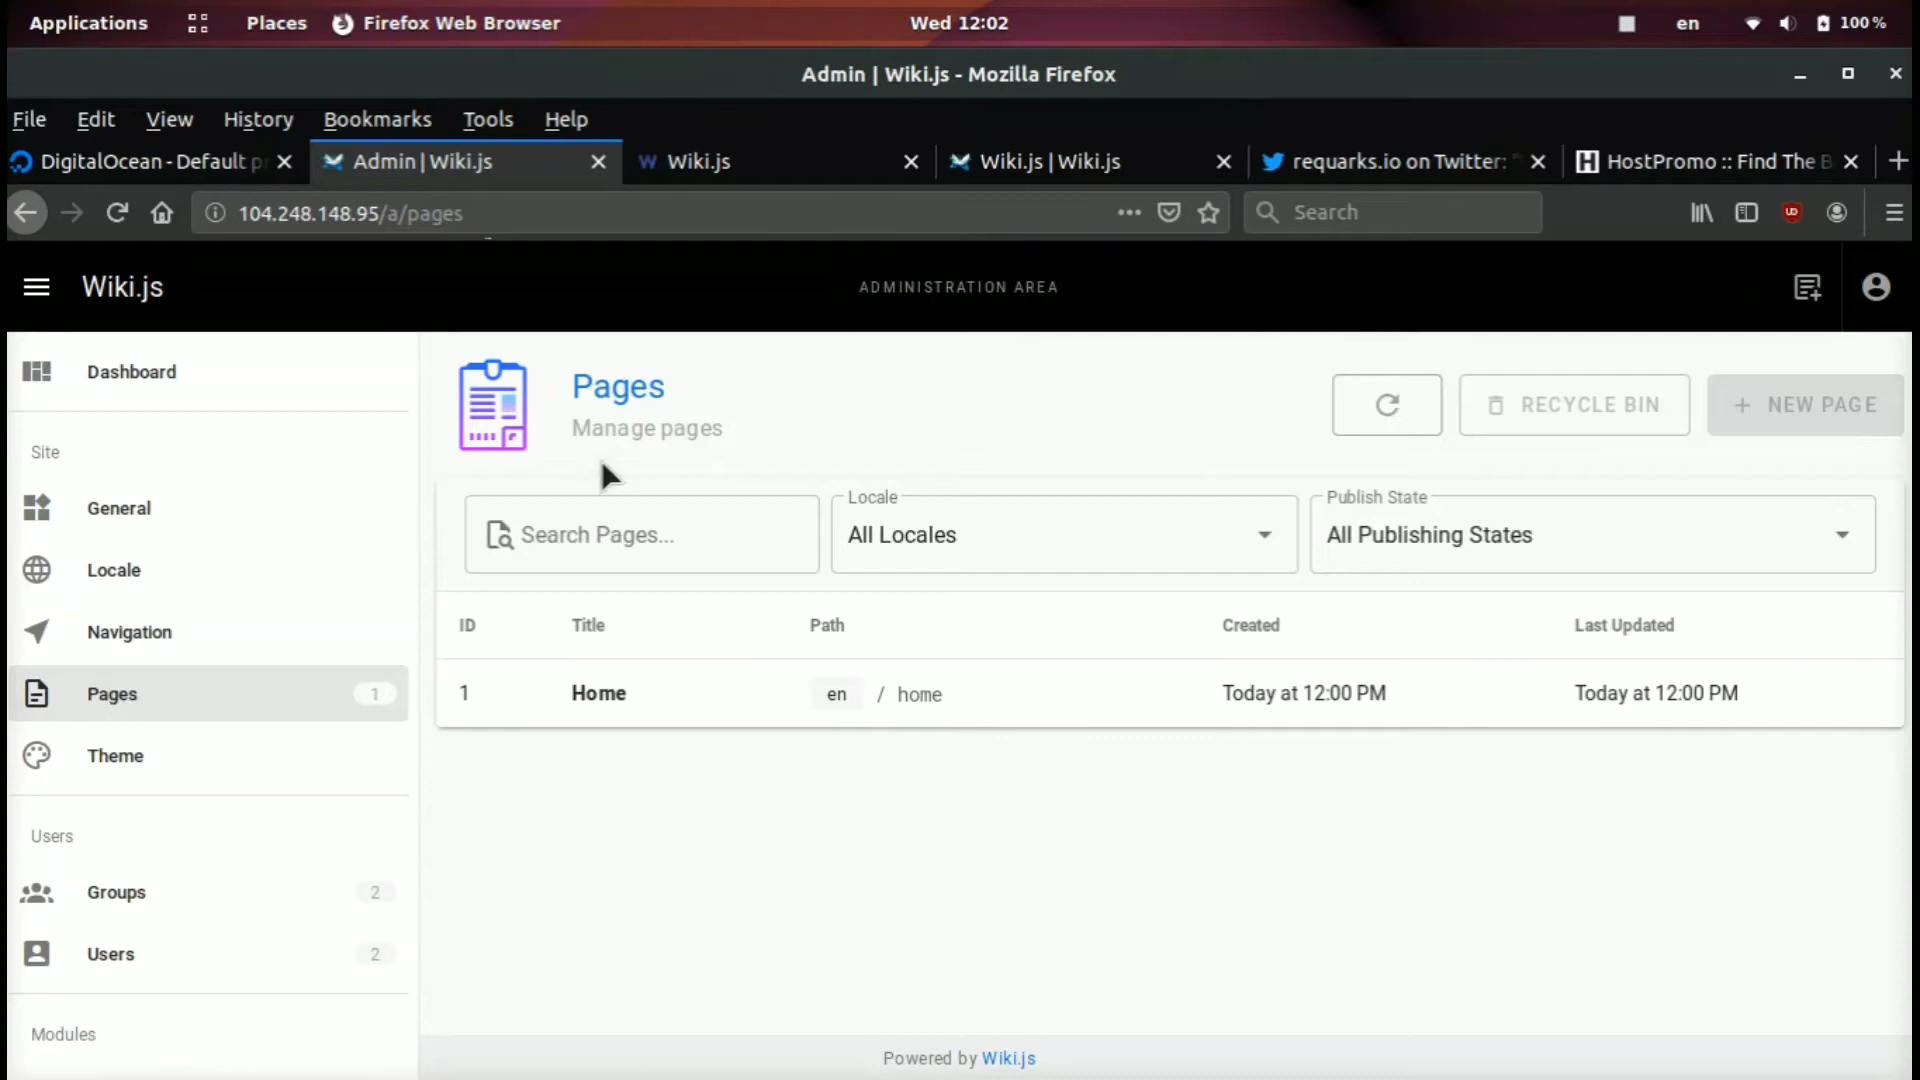 Applications Places Firefox Web Browser Wed 12:02 en 100 %
Admin | Wiki.js - Mozilla Firefox
File Edit View History Bookmarks Tools Help
DigitalOcean - Default p Admin | Wiki.js Wiki.js Wiki.js | Wiki.js requarks.io on Twitter: " HostPromo :: Find The B
104.248.148.95/a/pages Search
Wiki.js ADMINISTRATION AREA
Dashboard
Site
General
Locale
Navigation
Pages 1
Theme
Users
Groups 2
Users 2
Modules
Pages
Manage pages
RECYCLE BIN
+ NEW PAGE
Search Pages...
Locale
All Locales
Publish State
All Publishing States
ID Title Path Created Last Updated
1 Home en / home Today at 12:00 PM Today at 12:00 PM
Powered by Wiki.js